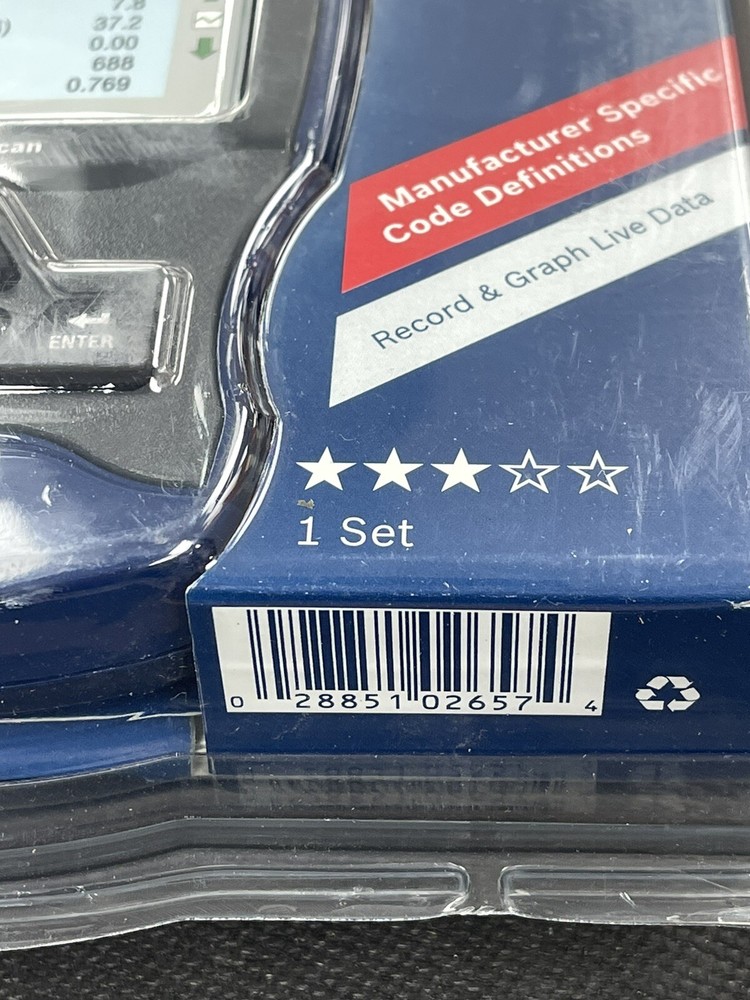 7.8
37.2
0.00
688
0.769
can
ENTER
Manufacturer Specific
Code Definitions
Record & Graph Live Data
1 Set
0 28851 02657 4